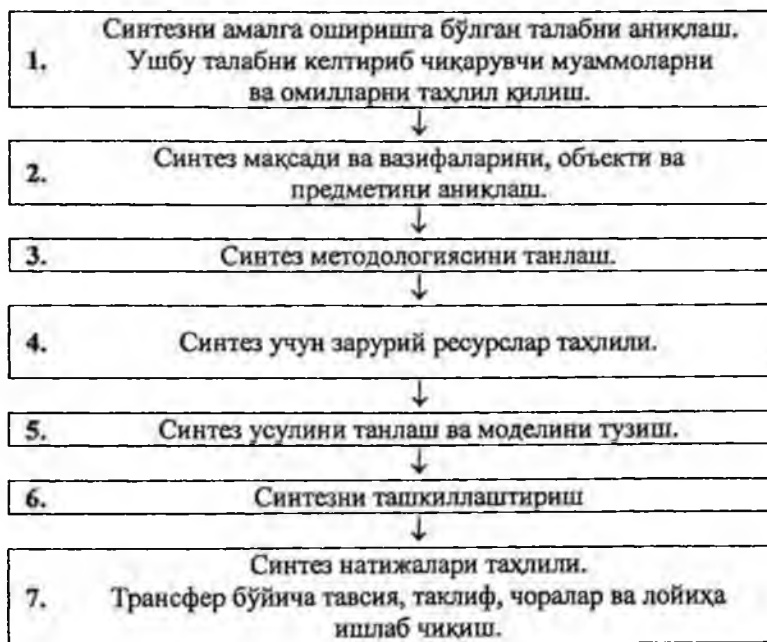 Синтезни амалга оширишга бўлган талабни аниқлаш.
1. Ушбу талабни келтириб чиқарувчи муаммоларни
ва омилларни таҳлил қилиш.
↓
2. Синтез мақсади ва вазифаларини, объекти ва
предметини аниқлаш.
↓
3. Синтез методологиясини танлаш.
↓
4. Синтез учун зарурий ресурслар таҳлили.
↓
5. Синтез усулини танлаш ва моделини тузиш.
↓
6. Синтезни ташкиллаштириш
↓
Синтез натижалари таҳлили.
7. Трансфер бўйича тавсия, таклиф, чоралар ва лойиҳа
ишлаб чиқиш.